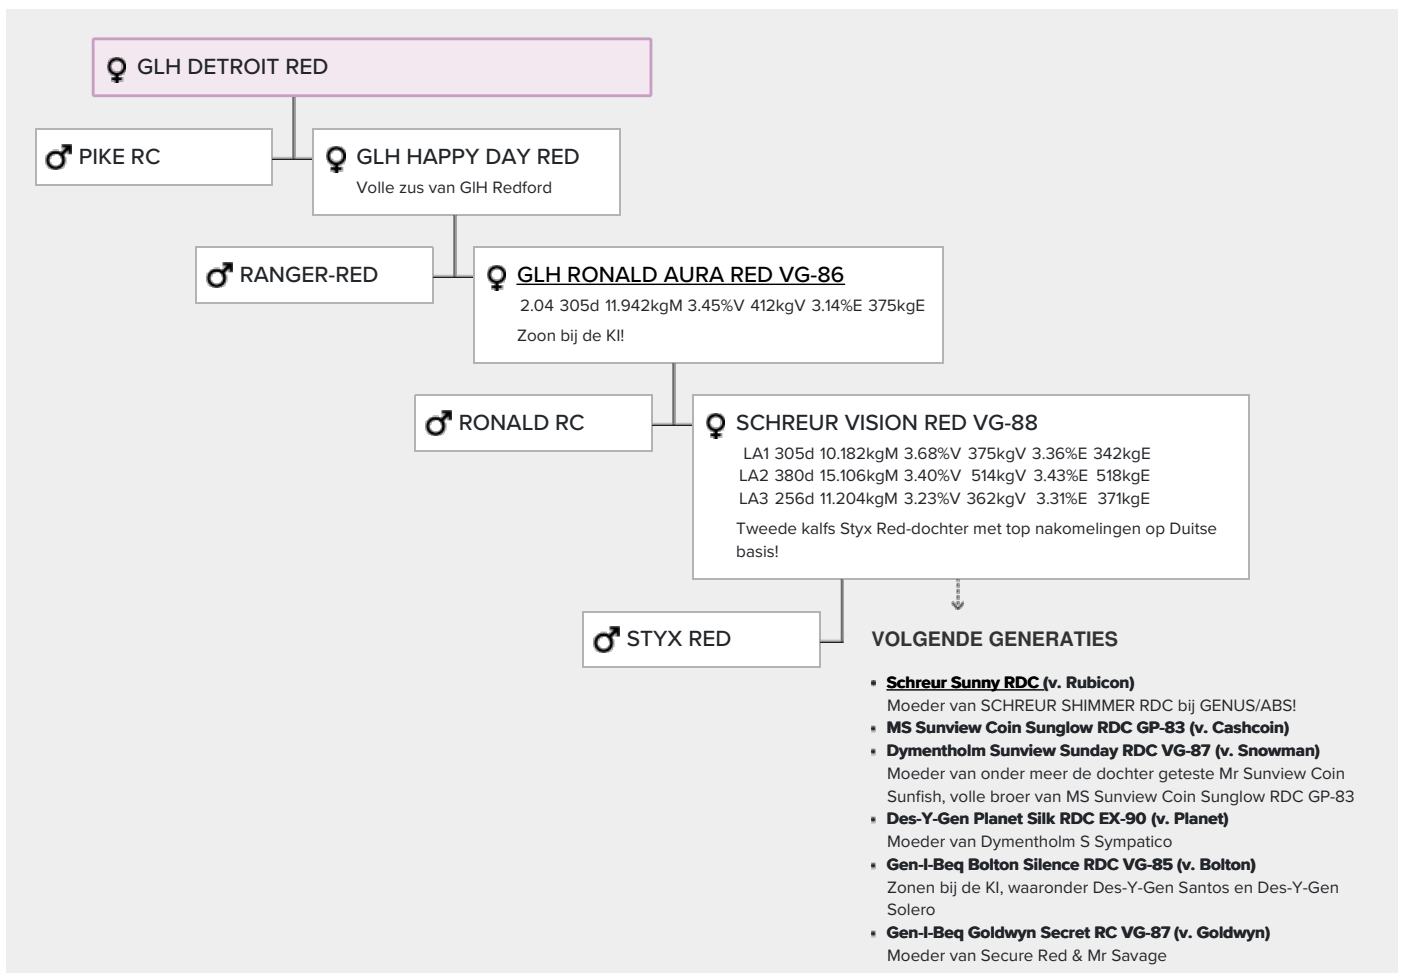 GLH DETROIT RED
PIKE RC
GLH HAPPY DAY RED
Volle zus van GlH Redford
RANGER-RED
GLH RONALD AURA RED VG-86
2.04 305d 11.942kgM 3.45%V 412kgV 3.14%E 375kgE
Zoon bij de KI!
RONALD RC
SCHREUR VISION RED VG-88
LA1 305d 10.182kgM 3.68%V 375kgV 3.36%E 342kgE
LA2 380d 15.106kgM 3.40%V 514kgV 3.43%E 518kgE
LA3 256d 11.204kgM 3.23%V 362kgV 3.31%E 371kgE
Tweede kalfs Styx Red-dochter met top nakomelingen op Duitse
basis!
STYX RED
VOLGENDE GENERATIES
Schreur Sunny RDC (v. Rubicon)
Moeder van SCHREUR SHIMMER RDC bij GENUS/ABS!
MS Sunview Coin Sunglow RDC GP-83 (v. Cashcoin)
Dymentholm Sunview Sunday RDC VG-87 (v. Snowman)
Moeder van onder meer de dochter geteste Mr Sunview Coin
Sunfish, volle broer van MS Sunview Coin Sunglow RDC GP-83
Des-Y-Gen Planet Silk RDC EX-90 (v. Planet)
Moeder van Dymentholm S Sympatico
Gen-I-Beq Bolton Silence RDC VG-85 (v. Bolton)
Zonen bij de KI, waaronder Des-Y-Gen Santos en Des-Y-Gen
Solero
Gen-I-Beq Goldwyn Secret RC VG-87 (v. Goldwyn)
Moeder van Secure Red & Mr Savage